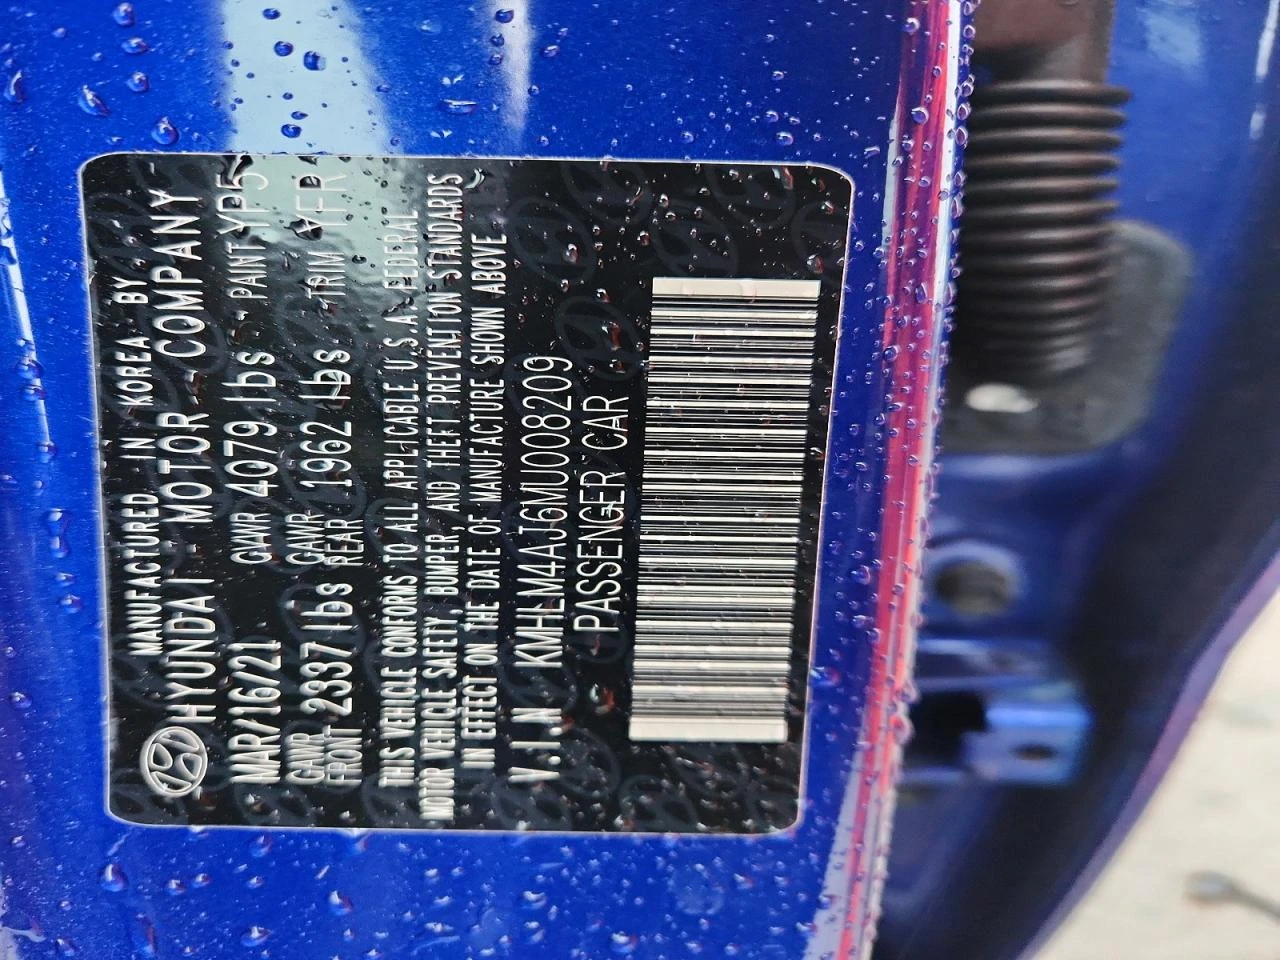 MANUFACTURED IN KOREA BY
HYUNDAI MOTOR COMPANY
MAR/16/21 GVWR 4079 lbs PAINT YP5
GAWR FRONT 2337 lbs GAWR REAR 1962 lbs TRIM YFR
THIS VEHICLE CONFORMS TO ALL APPLICABLE U.S.A. FEDERAL
MOTOR VEHICLE SAFETY, BUMPER, AND THEFT PREVENTION STANDARDS
IN EFFECT ON THE DATE OF MANUFACTURE SHOWN ABOVE
V.I.N KMHLM4AJ6MU008209
PASSENGER CAR